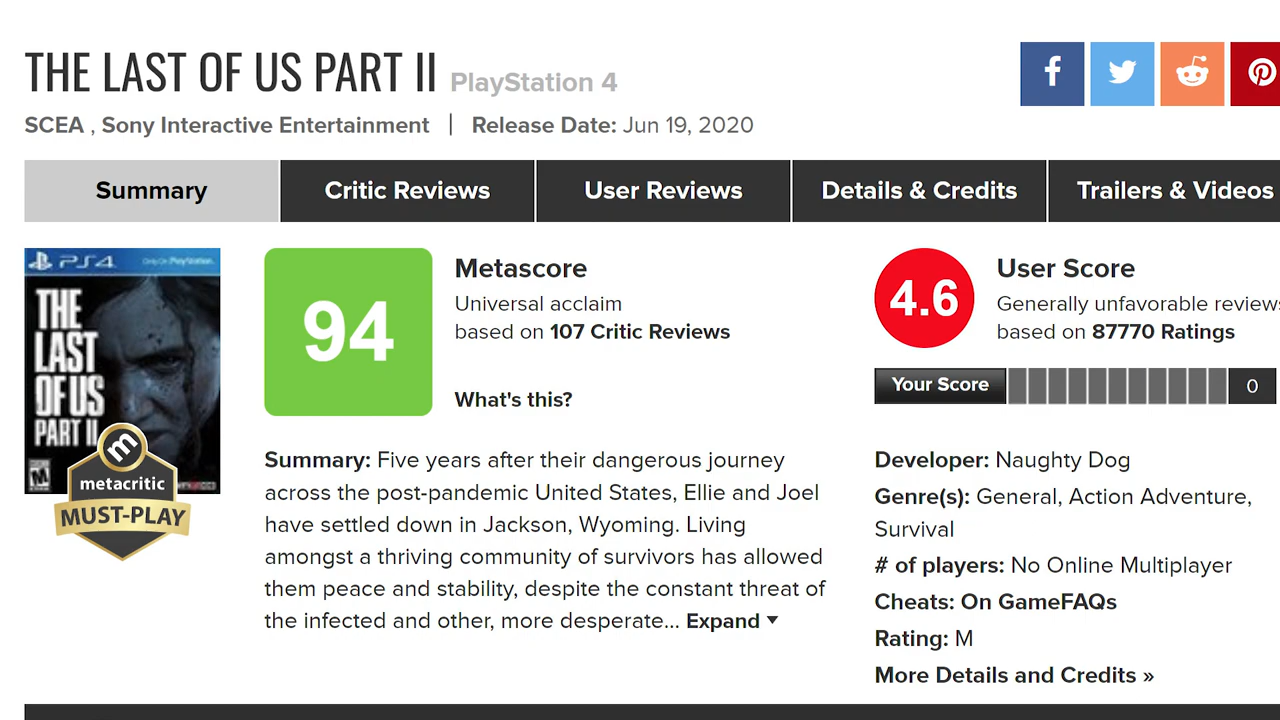 THE LAST OF US PART II PlayStation 4
SCEA , Sony Interactive Entertainment | Release Date: Jun 19, 2020
Summary Critic Reviews User Reviews Details & Credits Trailers & Videos
PS4 Only On PlayStation.
THE
LAST
OF US
PART II
metacritic
MUST-PLAY
94
Metascore
Universal acclaim
based on 107 Critic Reviews
What's this?
4.6
User Score
Generally unfavorable reviews
based on 87770 Ratings
Your Score 0
Summary: Five years after their dangerous journey
across the post-pandemic United States, Ellie and Joel
have settled down in Jackson, Wyoming. Living
amongst a thriving community of survivors has allowed
them peace and stability, despite the constant threat of
the infected and other, more desperate... Expand
Developer: Naughty Dog
Genre(s): General, Action Adventure,
Survival
# of players: No Online Multiplayer
Cheats: On GameFAQs
Rating: M
More Details and Credits »